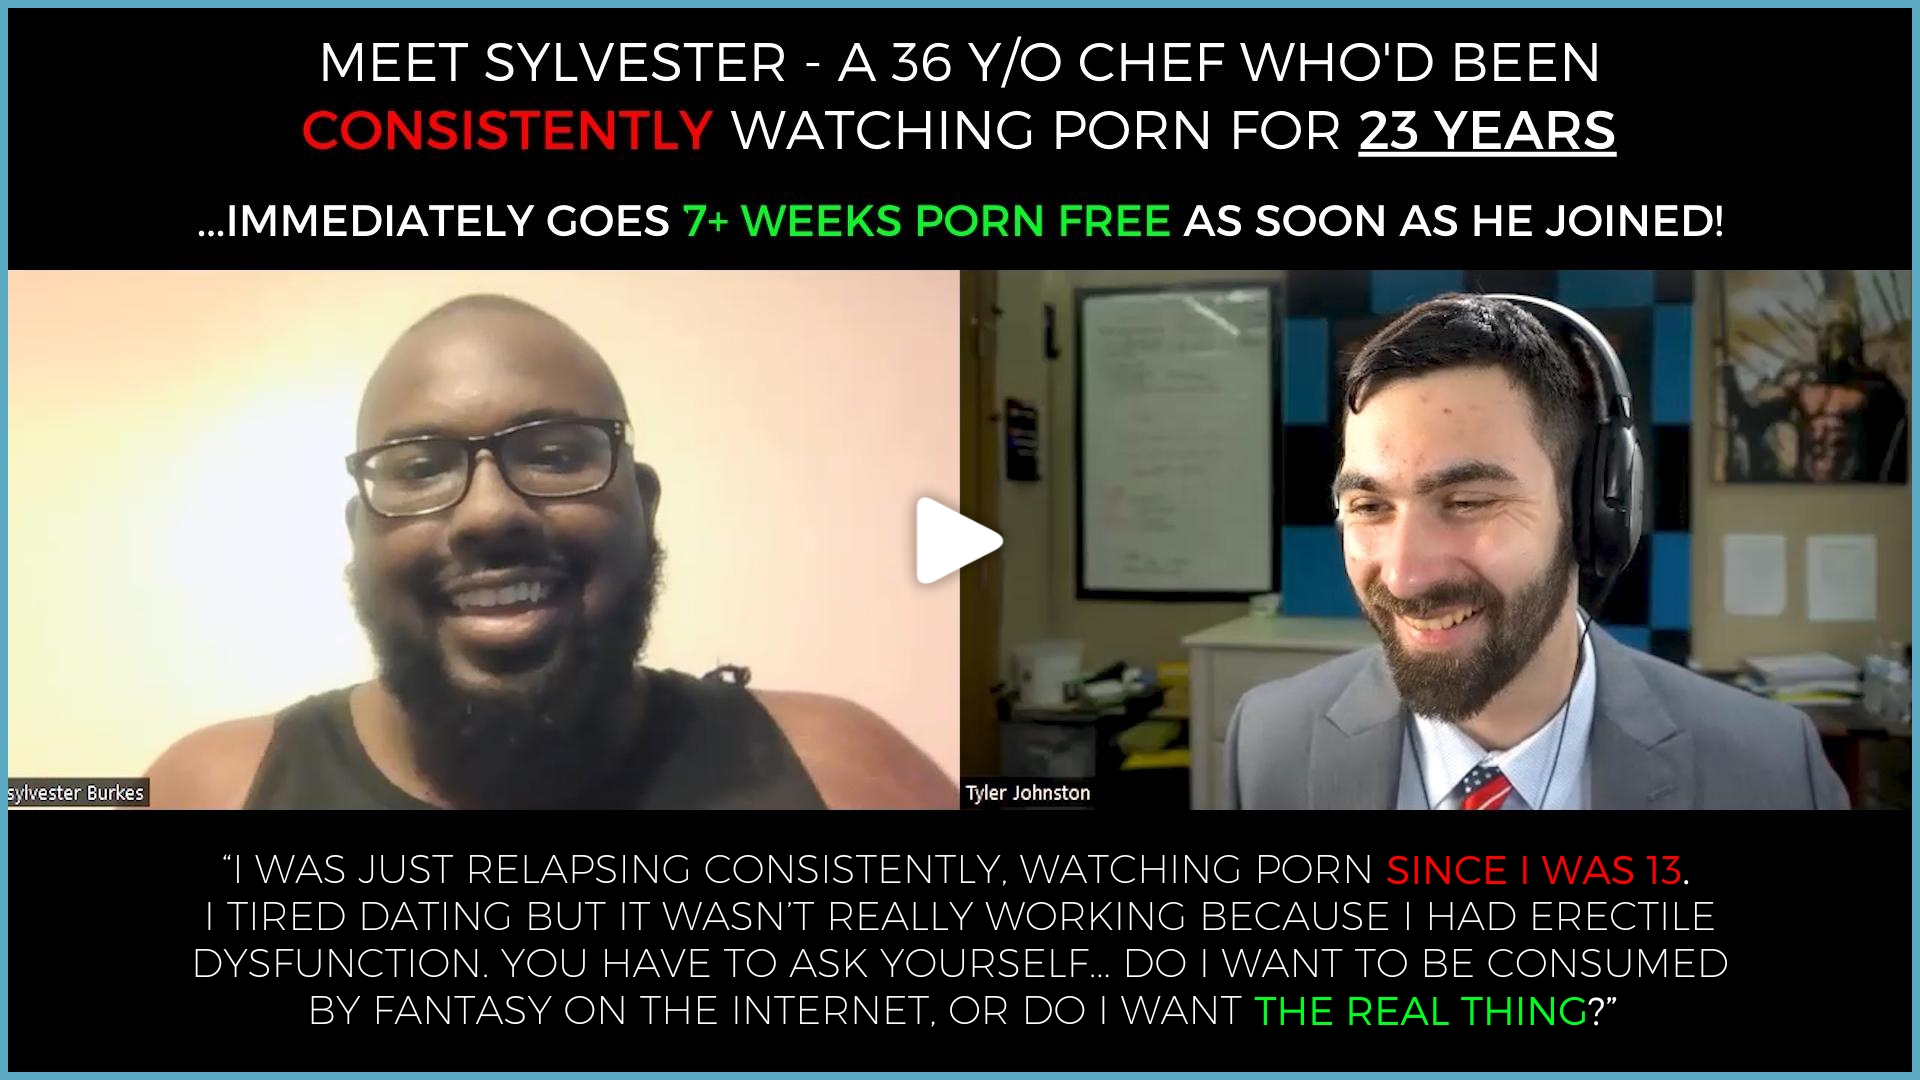 MEET SYLVESTER - A 36 Y/O CHEF WHO'D BEEN
CONSISTENTLY WATCHING PORN FOR 23 YEARS
...IMMEDIATELY GOES 7+ WEEKS PORN FREE AS SOON AS HE JOINED!
sylvester Burkes
Tyler Johnston
“I WAS JUST RELAPSING CONSISTENTLY, WATCHING PORN SINCE I WAS 13.
I TIRED DATING BUT IT WASN’T REALLY WORKING BECAUSE I HAD ERECTILE
DYSFUNCTION. YOU HAVE TO ASK YOURSELF... DO I WANT TO BE CONSUMED
BY FANTASY ON THE INTERNET, OR DO I WANT THE REAL THING?”